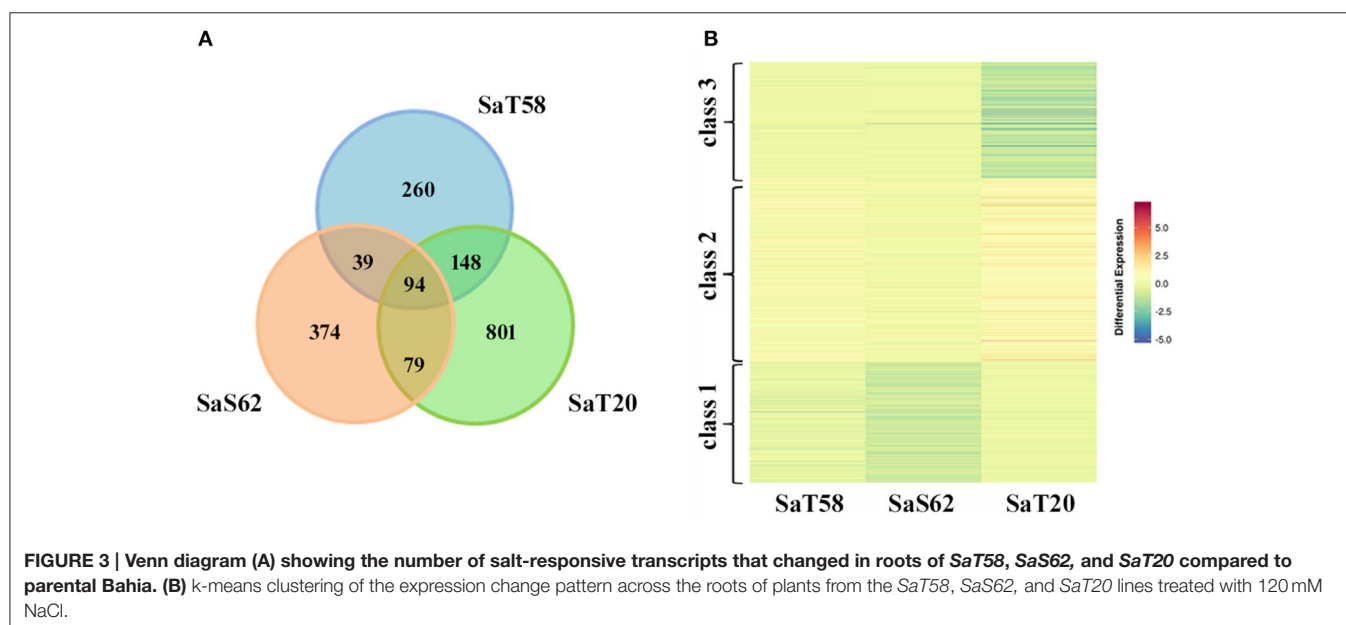 A
B
SaT58
260
39
148
94
374
801
79
SaS62
SaT20
class 3
class 2
class 1
Differential Expression
5.0
2.5
0.0
-2.5
-5.0
SaT58 SaS62 SaT20
FIGURE 3 | Venn diagram (A) showing the number of salt-responsive transcripts that changed in roots of SaT58, SaS62, and SaT20 compared to
parental Bahia. (B) k-means clustering of the expression change pattern across the roots of plants from the SaT58, SaS62, and SaT20 lines treated with 120 mM
NaCl.